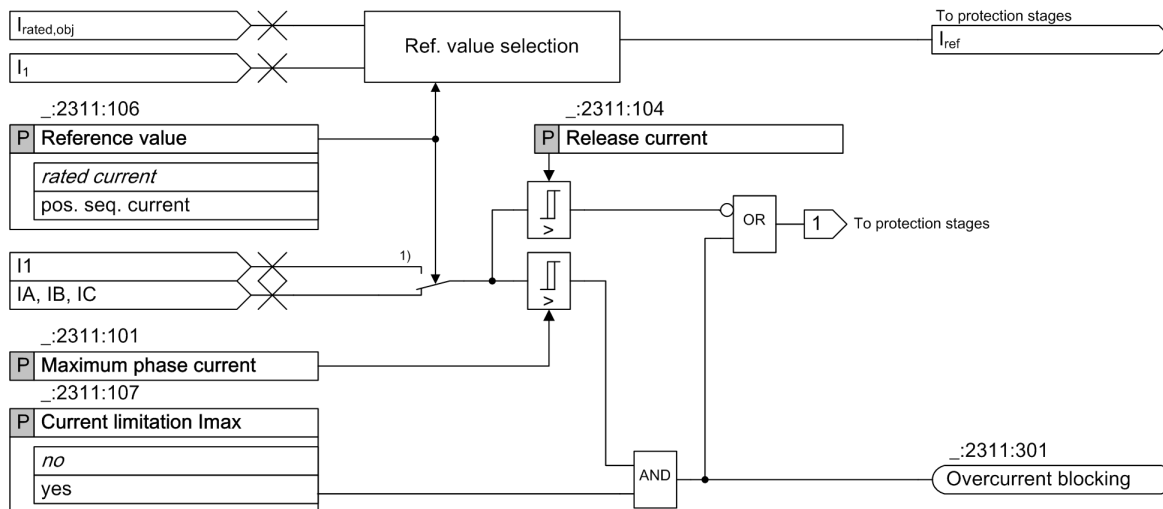 I rated,obj
Ref. value selection
To protection stages
I ref
I1
_:2311:106
P Reference value
rated current
pos. seq. current
_:2311:104
P Release current
>
OR
1
To protection stages
I1
1)
IA, IB, IC
>
_:2311:101
P Maximum phase current
_:2311:107
P Current limitation Imax
no
yes
AND
_:2311:301
Overcurrent blocking